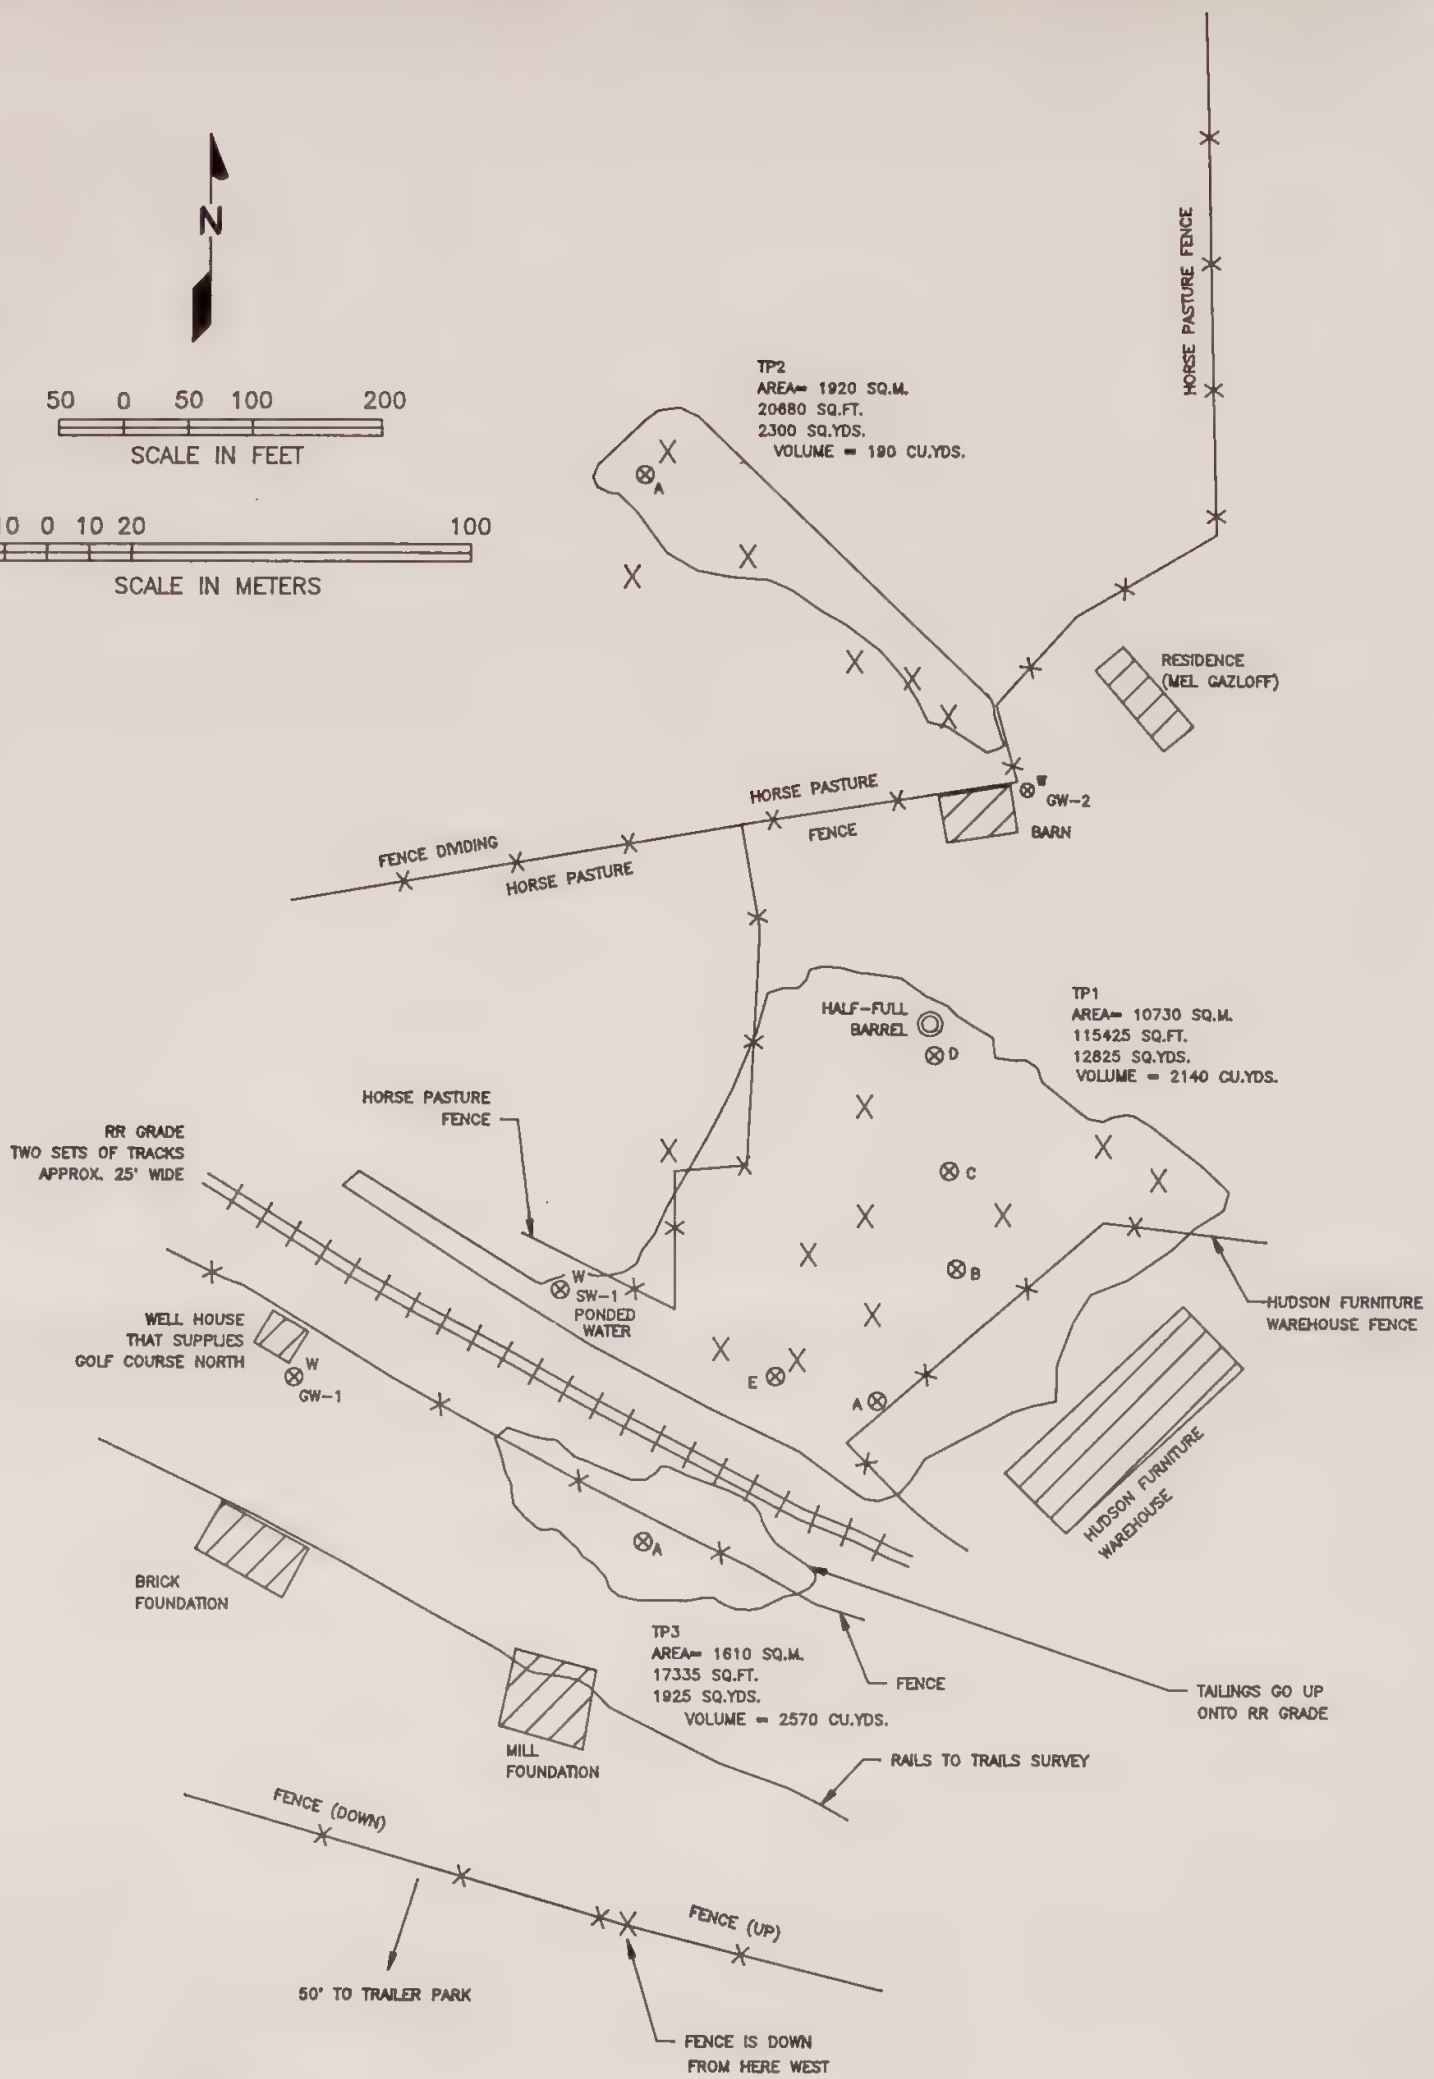 N
50 0 50 100 200
SCALE IN FEET
10 0 10 20 100
SCALE IN METERS
HORSE PASTURE FENCE
TP2
AREA= 1920 SQ.M.
20680 SQ.FT.
2300 SQ.YDS.
VOLUME = 190 CU.YDS.
A
RESIDENCE
(MEL GAZLOFF)
W
GW-2
BARN
HORSE PASTURE
FENCE
FENCE DIVIDING
HORSE PASTURE
TP1
AREA= 10730 SQ.M.
115425 SQ.FT.
12825 SQ.YDS.
VOLUME = 2140 CU.YDS.
HALF-FULL
BARREL
D
HORSE PASTURE
FENCE
RR GRADE
TWO SETS OF TRACKS
APPROX. 25' WIDE
C
B
W
SW-1
PONDED
WATER
HUDSON FURNITURE
WAREHOUSE FENCE
WELL HOUSE
THAT SUPPLIES
GOLF COURSE NORTH
W
GW-1
E
A
HUDSON FURNITURE
WAREHOUSE
A
BRICK
FOUNDATION
TP3
AREA= 1610 SQ.M.
17335 SQ.FT.
1925 SQ.YDS.
VOLUME = 2570 CU.YDS.
FENCE
TAILINGS GO UP
ONTO RR GRADE
MILL
FOUNDATION
RAILS TO TRAILS SURVEY
FENCE (DOWN)
FENCE (UP)
50' TO TRAILER PARK
FENCE IS DOWN
FROM HERE WEST